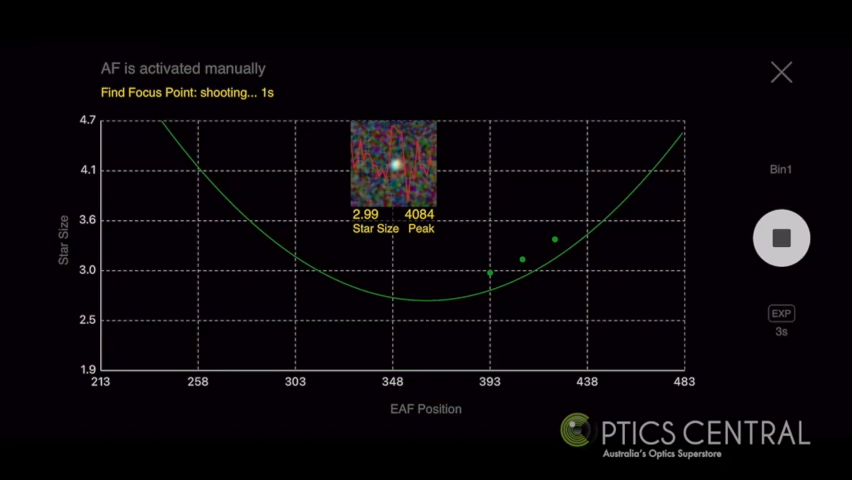 AF is activated manually
Find Focus Point: shooting... 1s
4.7
4.1
3.6
3.0
2.5
1.9
Star Size
2.99 4084
Star Size Peak
213 258 303 348 393 438 483
EAF Position
Bin1
EXP
3s
OPTICS CENTRAL
Australia's Optics Superstore